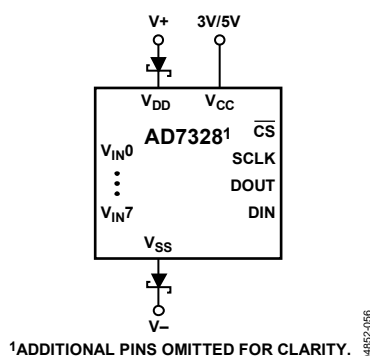 V+ 3V/5V
VDD VCC
AD7328¹
CS
VIN0
SCLK
DOUT
VIN7 DIN
VSS
V–
¹ADDITIONAL PINS OMITTED FOR CLARITY.
04852-056